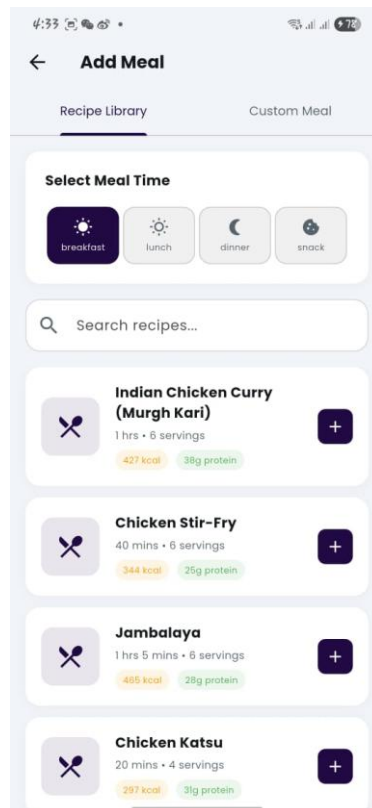 4:33
78
Add Meal
Recipe Library
Custom Meal
Select Meal Time
breakfast
lunch
dinner
snack
Search recipes...
Indian Chicken Curry
(Murgh Kari)
1 hrs • 6 servings
427 kcal
38g protein
+
Chicken Stir-Fry
40 mins • 6 servings
344 kcal
25g protein
+
Jambalaya
1 hrs 5 mins • 6 servings
465 kcal
28g protein
+
Chicken Katsu
20 mins • 4 servings
297 kcal
31g protein
+